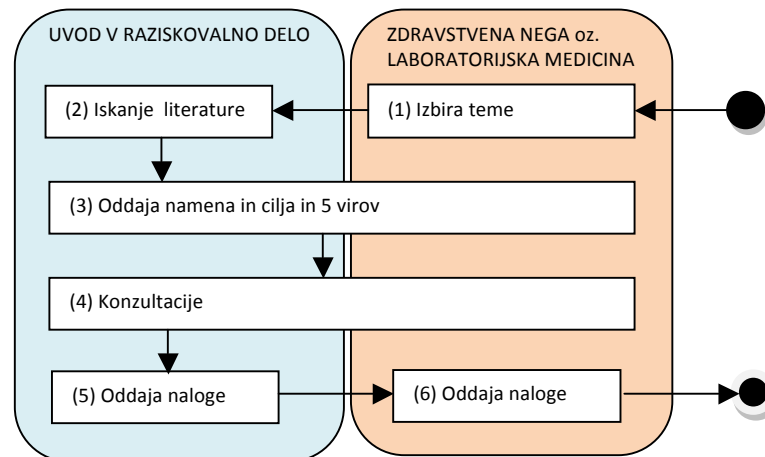 UVOD V RAZISKOVALNO DELO
ZDRAVSTVENA NEGA oz.
LABORATORIJSKA MEDICINA
(1) Izbira teme
(2) Iskanje literature
(3) Oddaja namena in cilja in 5 virov
(4) Konzultacije
(5) Oddaja naloge
(6) Oddaja naloge